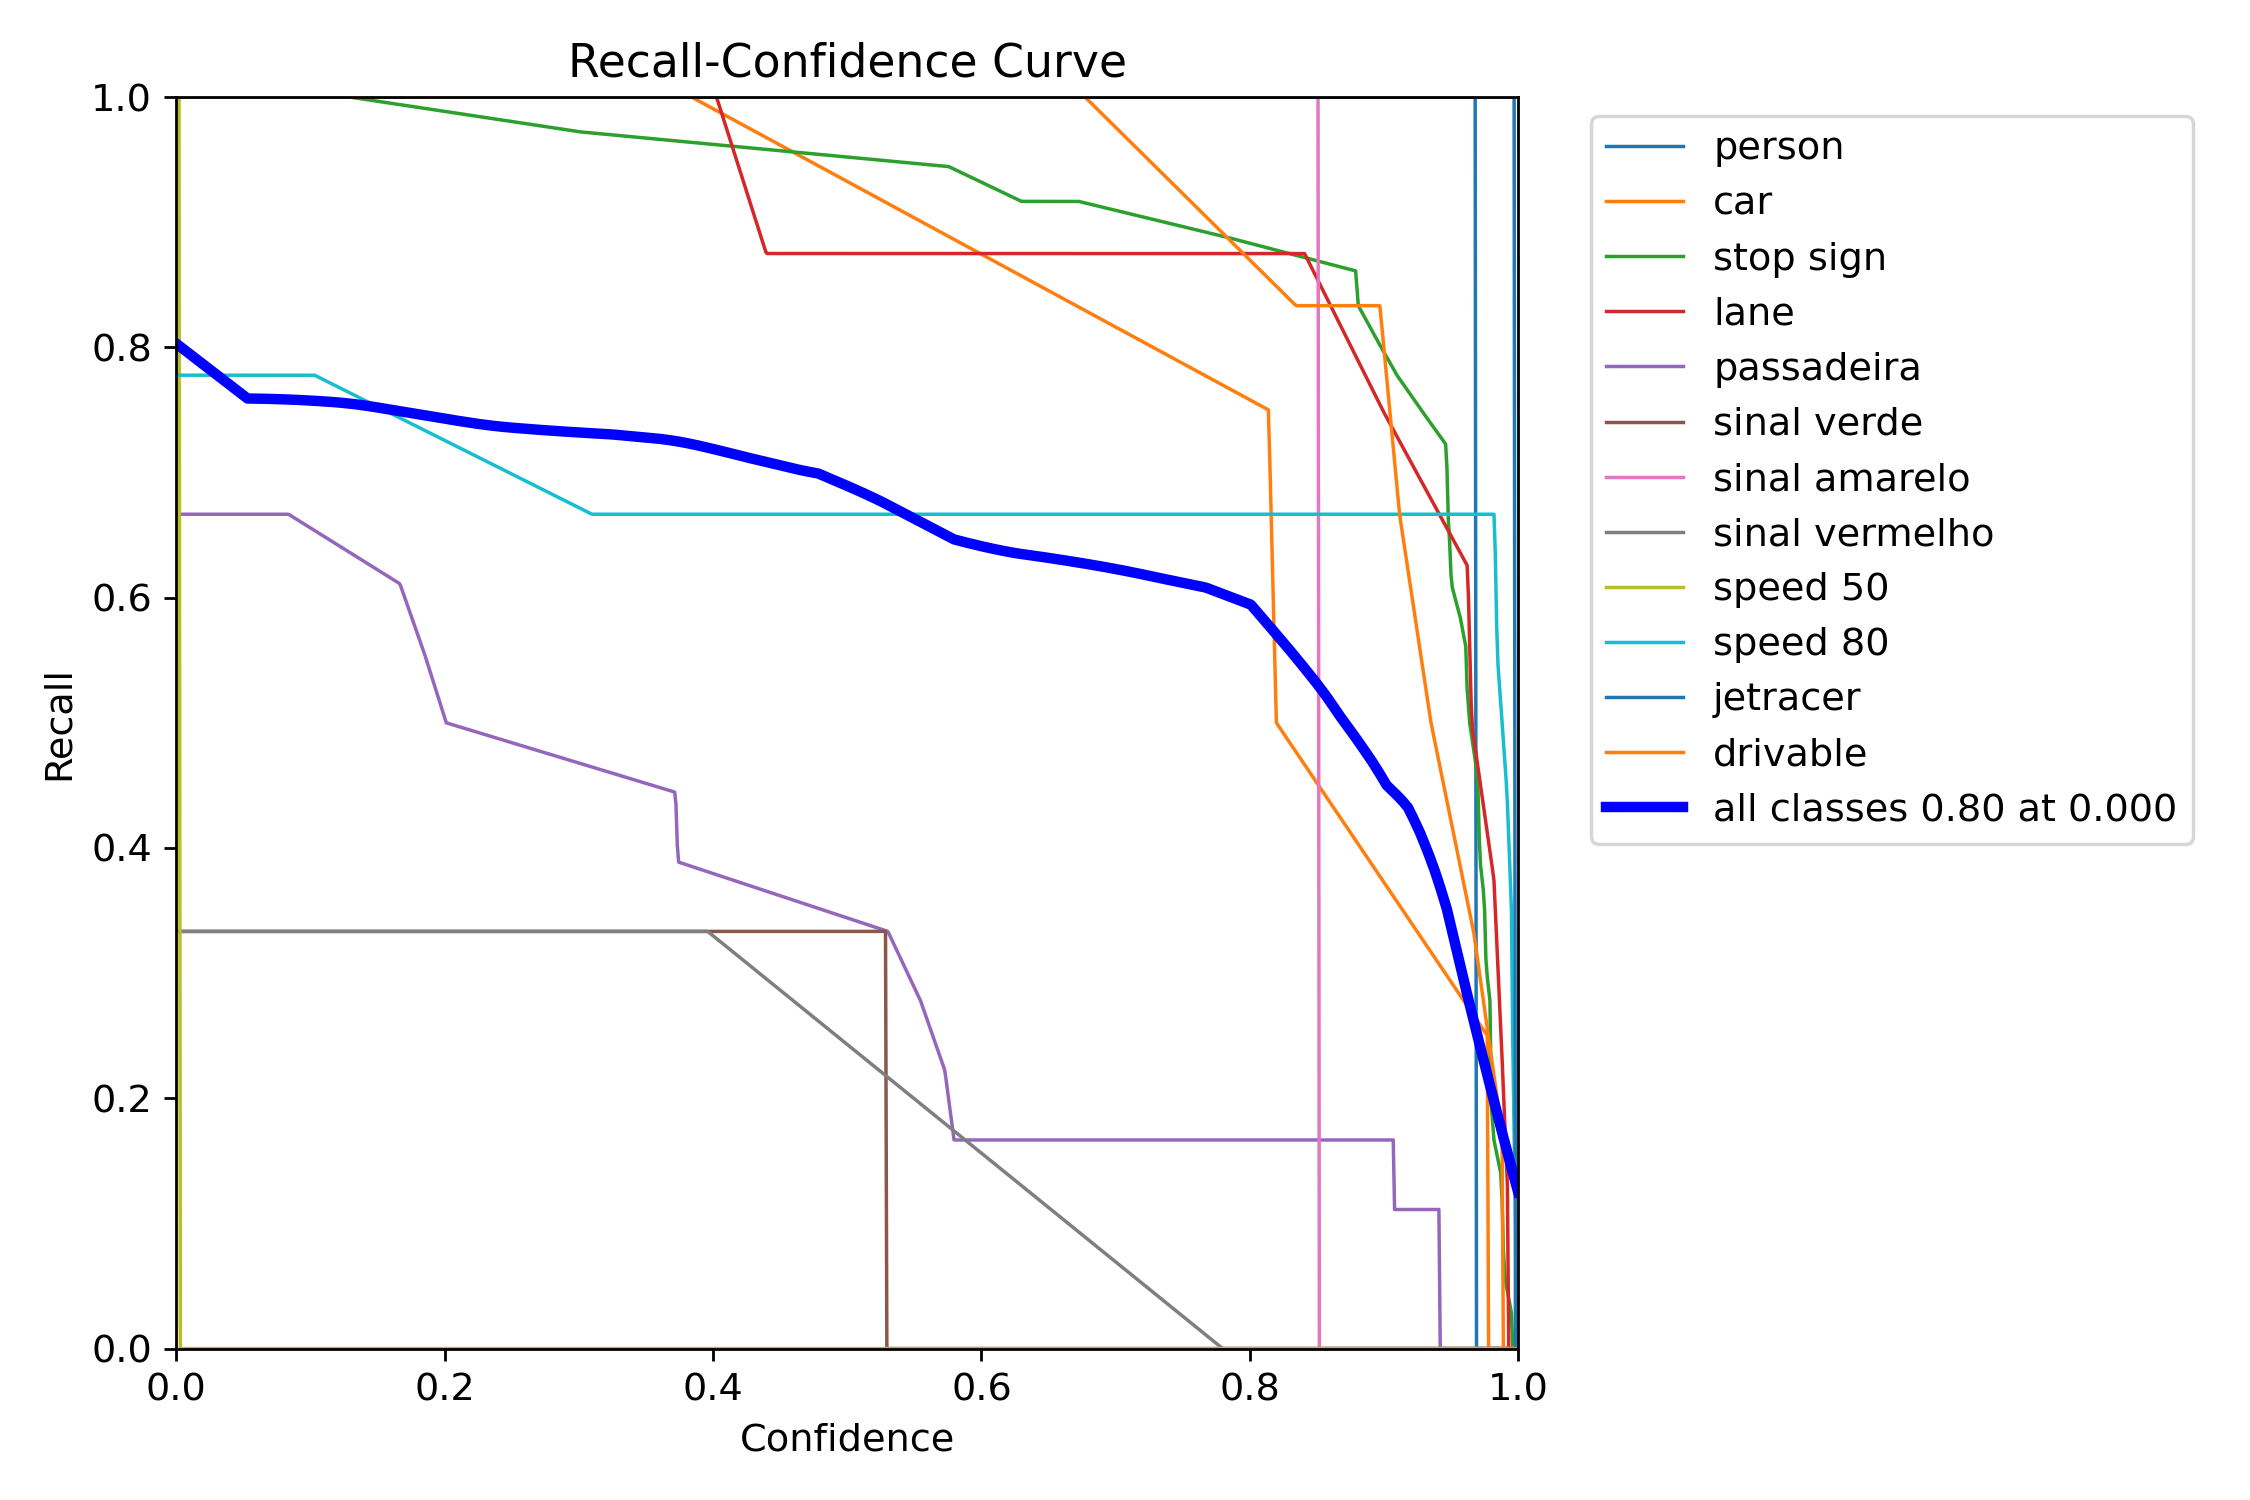 Recall-Confidence Curve
1.0
0.8
0.6
0.4
0.2
0.0
Recall
0.0 0.2 0.4 0.6 0.8 1.0
Confidence
person
car
stop sign
lane
passadeira
sinal verde
sinal amarelo
sinal vermelho
speed 50
speed 80
jetracer
drivable
all classes 0.80 at 0.000